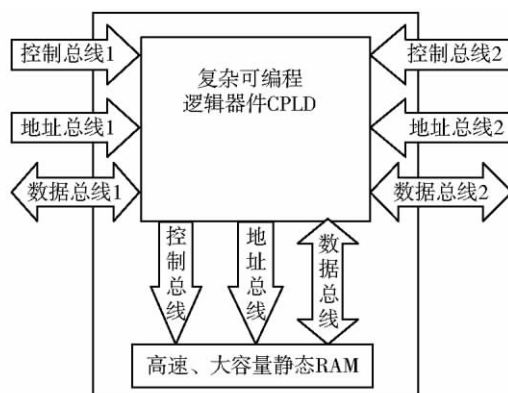 控制总线1
控制总线2
复杂可编程
逻辑器件CPLD
地址总线1
地址总线2
数据总线1
数据总线2
控制总线
地址总线
数据总线
高速、大容量静态RAM